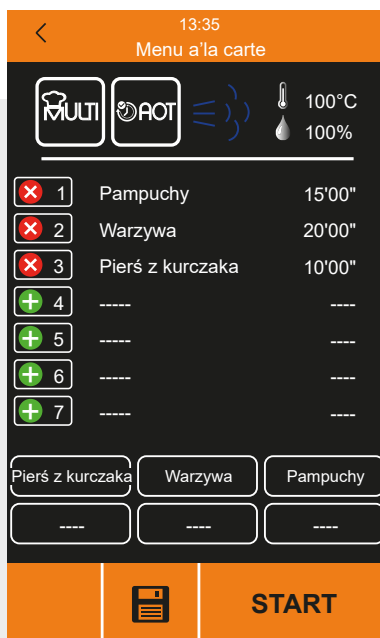 13:35
Menu a'la carte
MULTI AOT 100°C
100%
1 Pampuchy 15'00"
2 Warzywa 20'00"
3 Pierś z kurczaka 10'00"
4 ----- ----
5 ----- ----
6 ----- ----
7 ----- ----
Pierś z kurczaka Warzywa Pampuchy
---- ---- ----
START